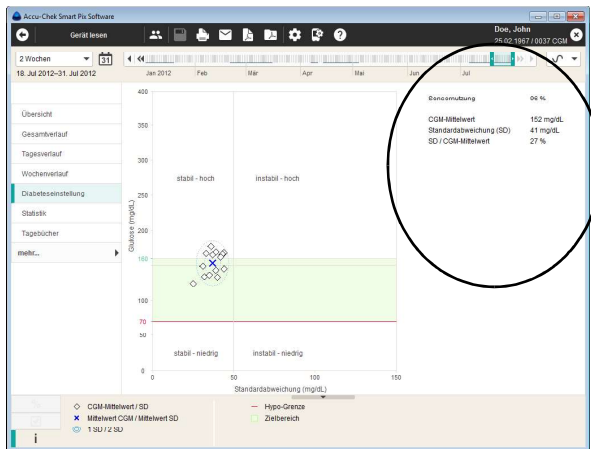 Accu-Chek Smart Pix Software
Gerät lesen
Doe, John
25.02.1967 / 0037 CGM
2 Wochen
31
18. Jul 2012–31. Jul 2012
Jan 2012 Feb Mär Apr Mai Jun Jul
Übersicht
Gesamtverlauf
Tagesverlauf
Wochenverlauf
Diabeteseinstellung
Statistik
Tagebücher
mehr...
Glukose (mg/dL)
400
300
250
200
160
100
70
50
0
stabil - hoch
instabil - hoch
stabil - niedrig
instabil - niedrig
0 50 100 150
Standardabweichung (mg/dL)
Sensornutzung 96 %
CGM-Mittelwert 152 mg/dL
Standardabweichung (SD) 41 mg/dL
SD / CGM-Mittelwert 27 %
CGM-Mittelwert / SD
Mittelwert CGM / Mittelwert SD
1 SD / 2 SD
Hypo-Grenze
Zielbereich
i